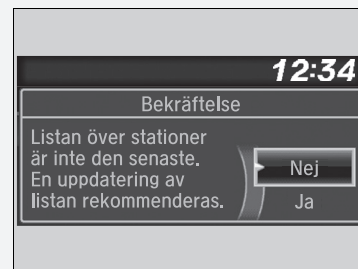 12:34
Bekräftelse
Listan över stationer
är inte den senaste.
En uppdatering av
listan rekommenderas.
Nej
Ja